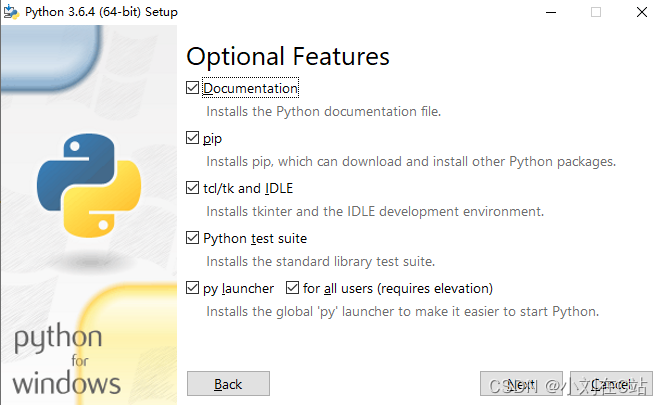 Python 3.6.4 (64-bit) Setup
Optional Features
Documentation
Installs the Python documentation file.
pip
Installs pip, which can download and install other Python packages.
tcl/tk and IDLE
Installs tkinter and the IDLE development environment.
Python test suite
Installs the standard library test suite.
py launcher for all users (requires elevation)
Installs the global 'py' launcher to make it easier to start Python.
python
for
windows
Back Next Cancel
CSDN @小刘在C站